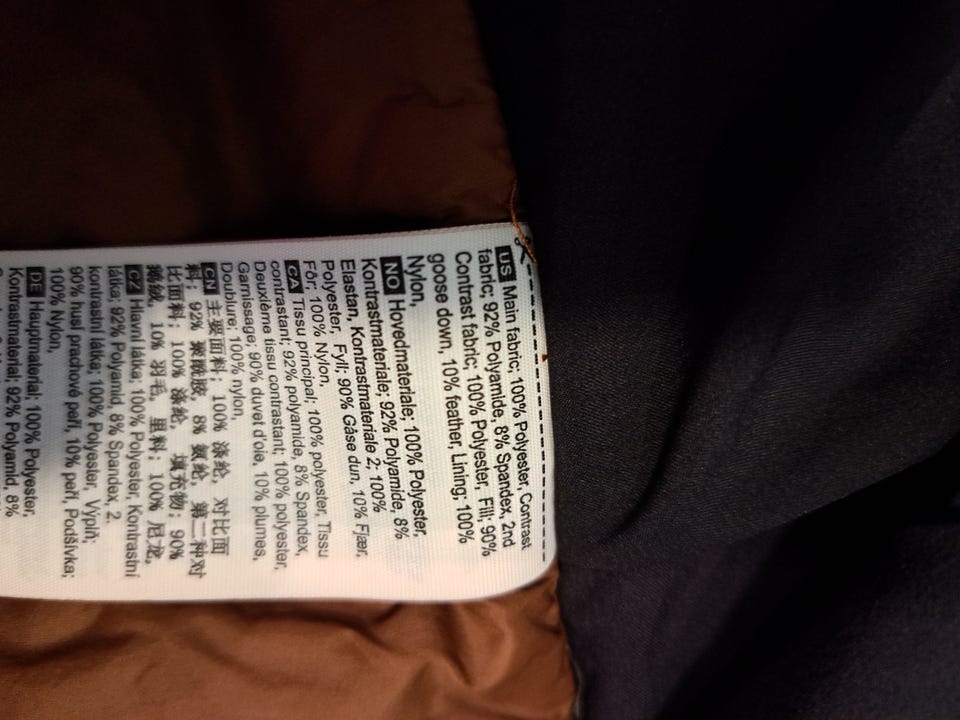 US Main fabric; 100% Polyester, Contrast
fabric; 92% Polyamide, 8% Spandex, 2nd
Contrast fabric; 100% Polyester, Fill; 90%
goose down, 10% feather, Lining; 100%
Nylon,
NO Hovedmateriale; 100% Polyester,
Kontrastmateriale; 92% Polyamide, 8%
Elastan, Kontrastmateriale 2; 100%
Polyester, Fyll; 90% Gåse dun, 10% Fjær,
Fôr; 100% Nylon,
CA Tissu principal; 100% polyester, Tissu
contrastant; 92% polyamide, 8% Spandex,
Deuxième tissu contrastant; 100% polyester,
Garnissage; 90% duvet d'oie, 10% plumes,
Doublure; 100% nylon,
CN 主要面料; 100% 涤纶, 对比面
料; 92% 聚酰胺, 8% 氨纶, 第二种对
比面料; 100% 涤纶, 填充物; 90%
鹅绒, 10% 羽毛, 里料; 100% 尼龙,
CZ Hlavní látka; 100% Polyester, Kontrastní
látka; 92% Polyamid, 8% Spandex, 2.
kontrastní látka; 100% Polyester, Výplň;
90% husí prachové peří, 10% peří, Podšívka;
100% Nylon,
DE Hauptmaterial; 100% Polyester,
Kontrastmaterial; 92% Polyamid, 8%